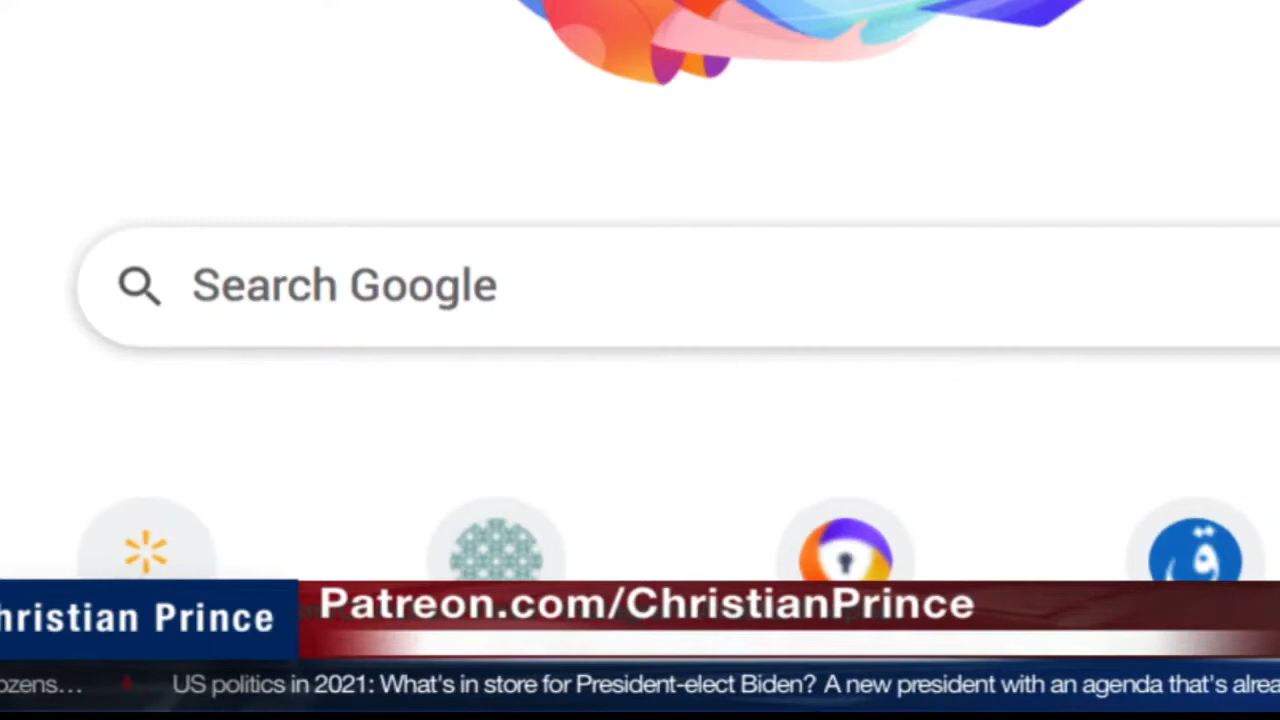 Search Google
ق
Patreon.com/ChristianPrince
hristian Prince
ozens... US politics in 2021: What's in store for President-elect Biden? A new president with an agenda that's alrea